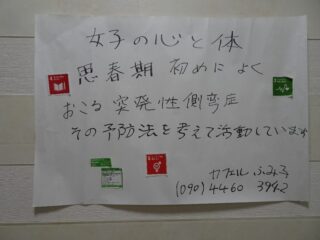 女子の心と体
思春期 初めに よく
おこる 突発性側弯症
その予防法を考えて活動しています
カフェル ふみ子
(090) 4460 3942